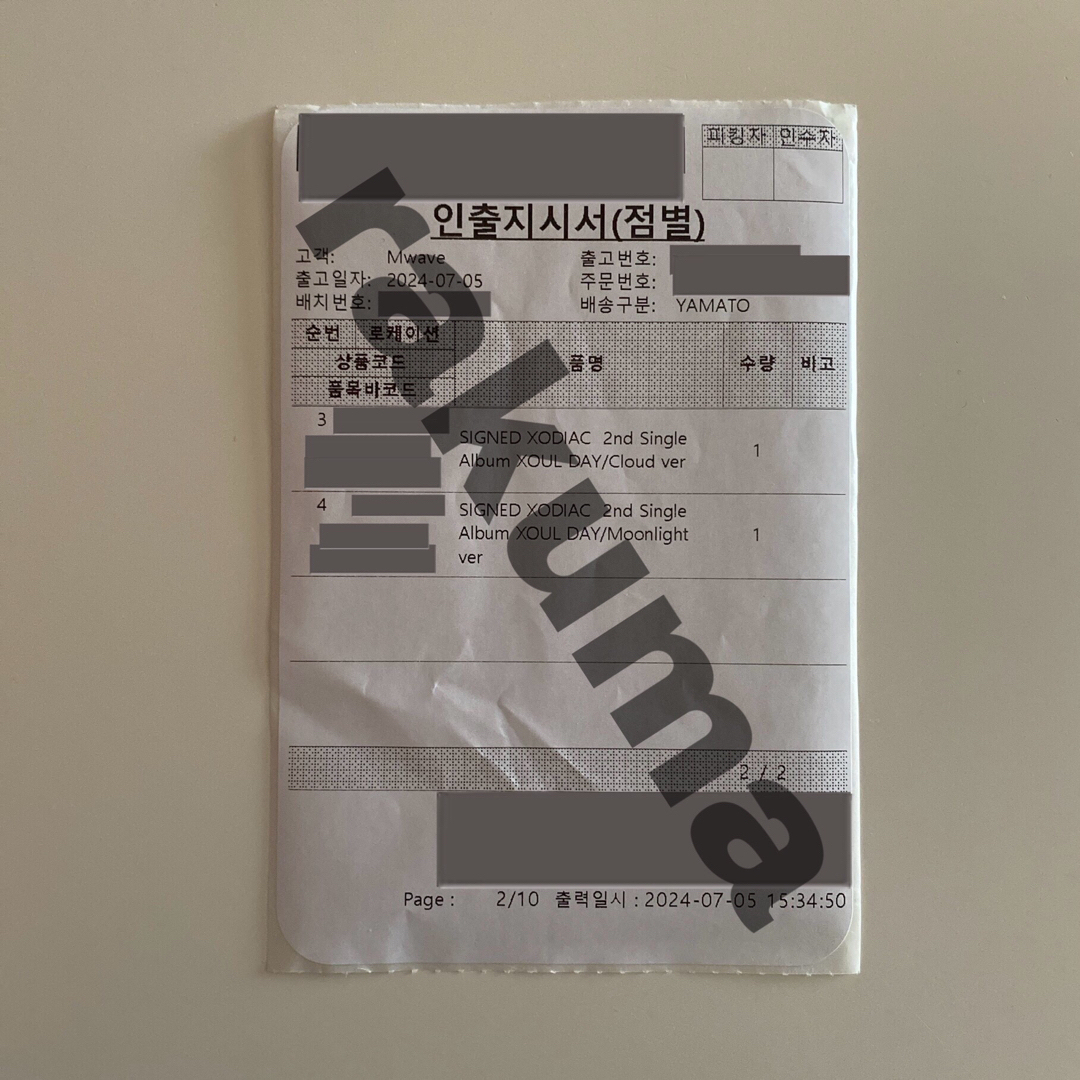 피킹자 인수자
인출지시서(점별)
고객: Mwave 출고번호:
출고일자: 2024-07-05 주문번호:
배치번호: 배송구분: YAMATO
순번 로케이션
상품코드 품명 수량 비고
품목바코드
3
SIGNED XODIAC 2nd Single
Album XOUL DAY/Cloud ver 1
4
SIGNED XODIAC 2nd Single
Album XOUL DAY/Moonlight 1
ver
2 / 2
Page : 2/10 출력일시 : 2024-07-05 15:34:50
rakuma